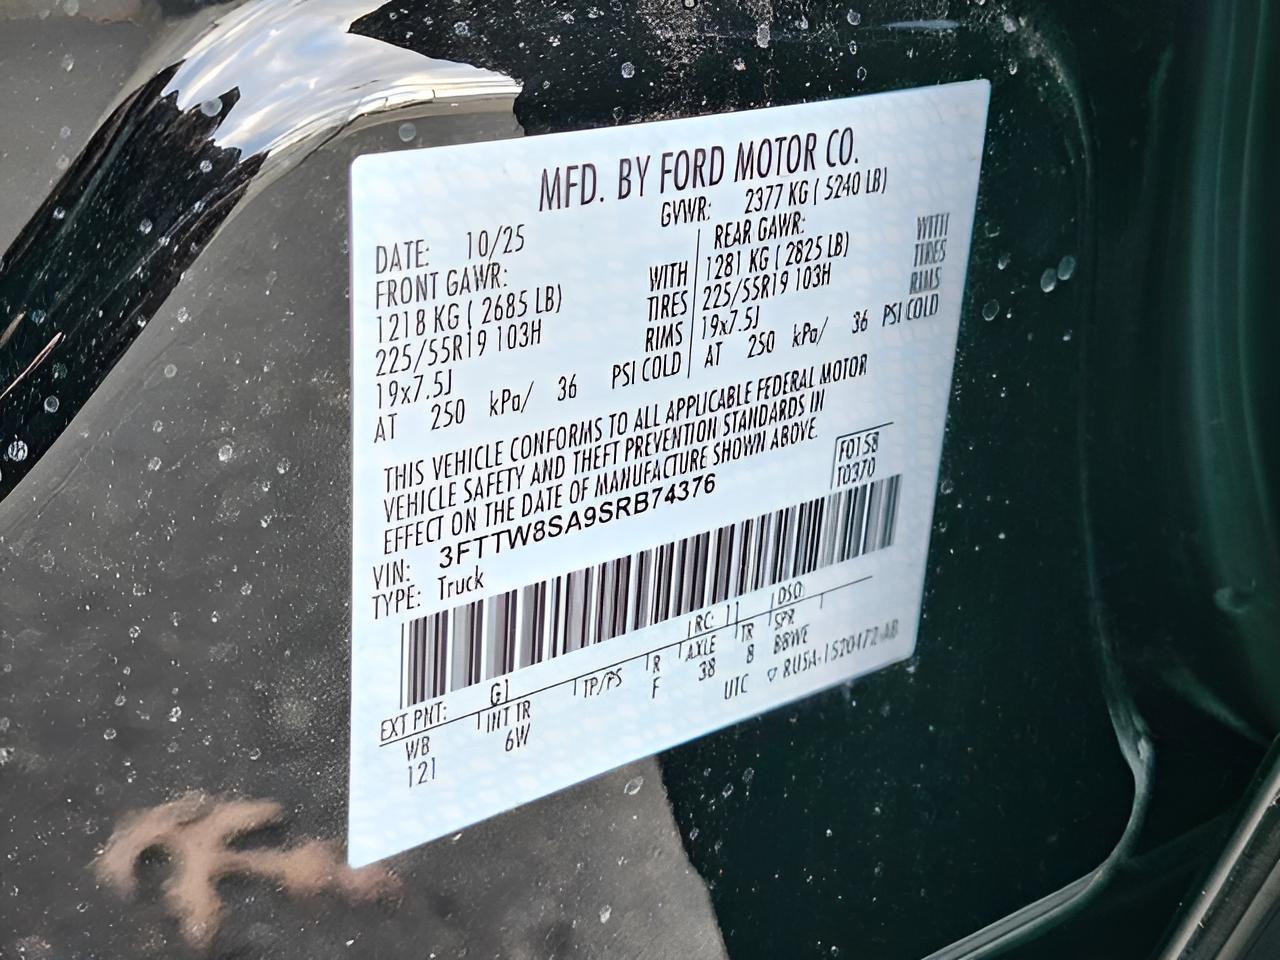 MFD. BY FORD MOTOR CO.
DATE: 10/25 GVWR: 2377 KG ( 5240 LB)
FRONT GAWR: REAR GAWR:
1218 KG ( 2685 LB) WITH 1281 KG ( 2825 LB) WITH
225/55R19 103H TIRES 225/55R19 103H TIRES
19x7.5J RIMS 19x7.5J RIMS
AT 250 kPa/ 36 PSI COLD AT 250 kPa/ 36 PSI COLD
THIS VEHICLE CONFORMS TO ALL APPLICABLE FEDERAL MOTOR
VEHICLE SAFETY AND THEFT PREVENTION STANDARDS IN
EFFECT ON THE DATE OF MANUFACTURE SHOWN ABOVE.
F0158
T0370
VIN: 3FTTW8SA9SRB74376
TYPE: Truck
EXT PNT: G1 RC: 11 DSO:
WB INT TR TP/PS R AXLE TR SPR
121 6W F 38 8 BBWE
UTC ▽ RU5A-1520472-AB